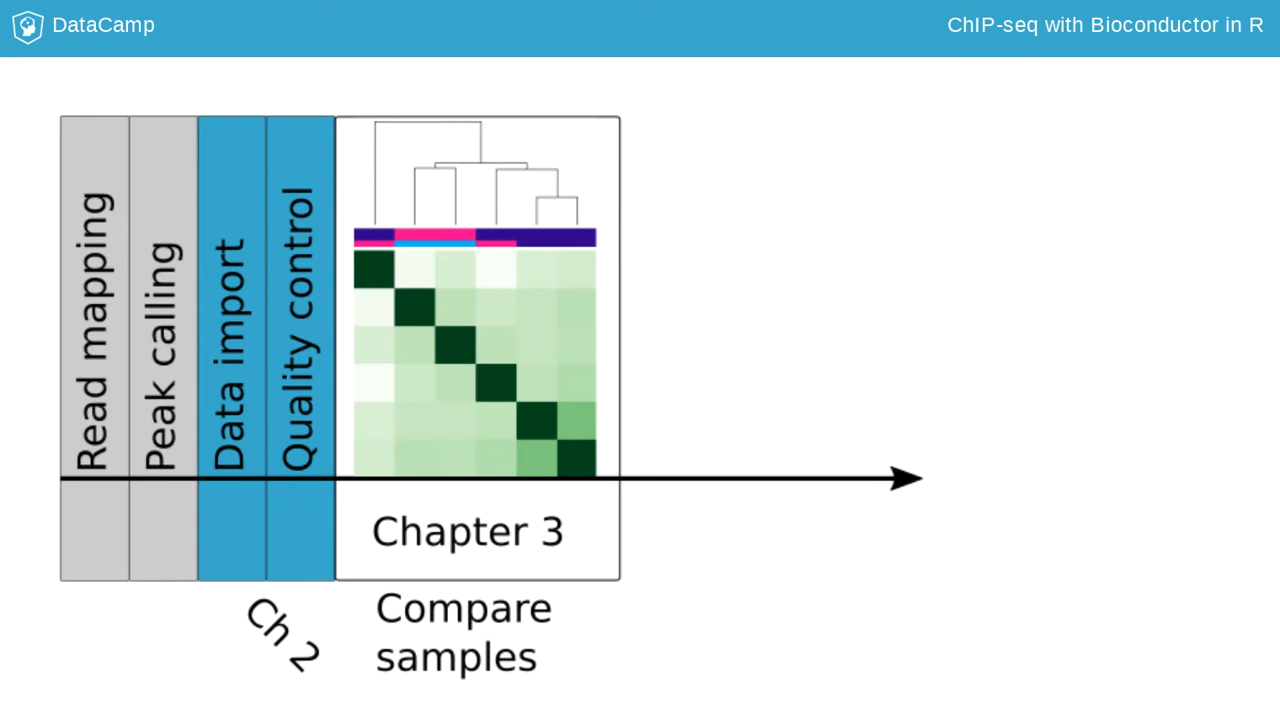 DataCamp
ChIP-seq with Bioconductor in R
Read mapping
Peak calling
Data import
Quality control
Chapter 3
Ch 2
Compare
samples